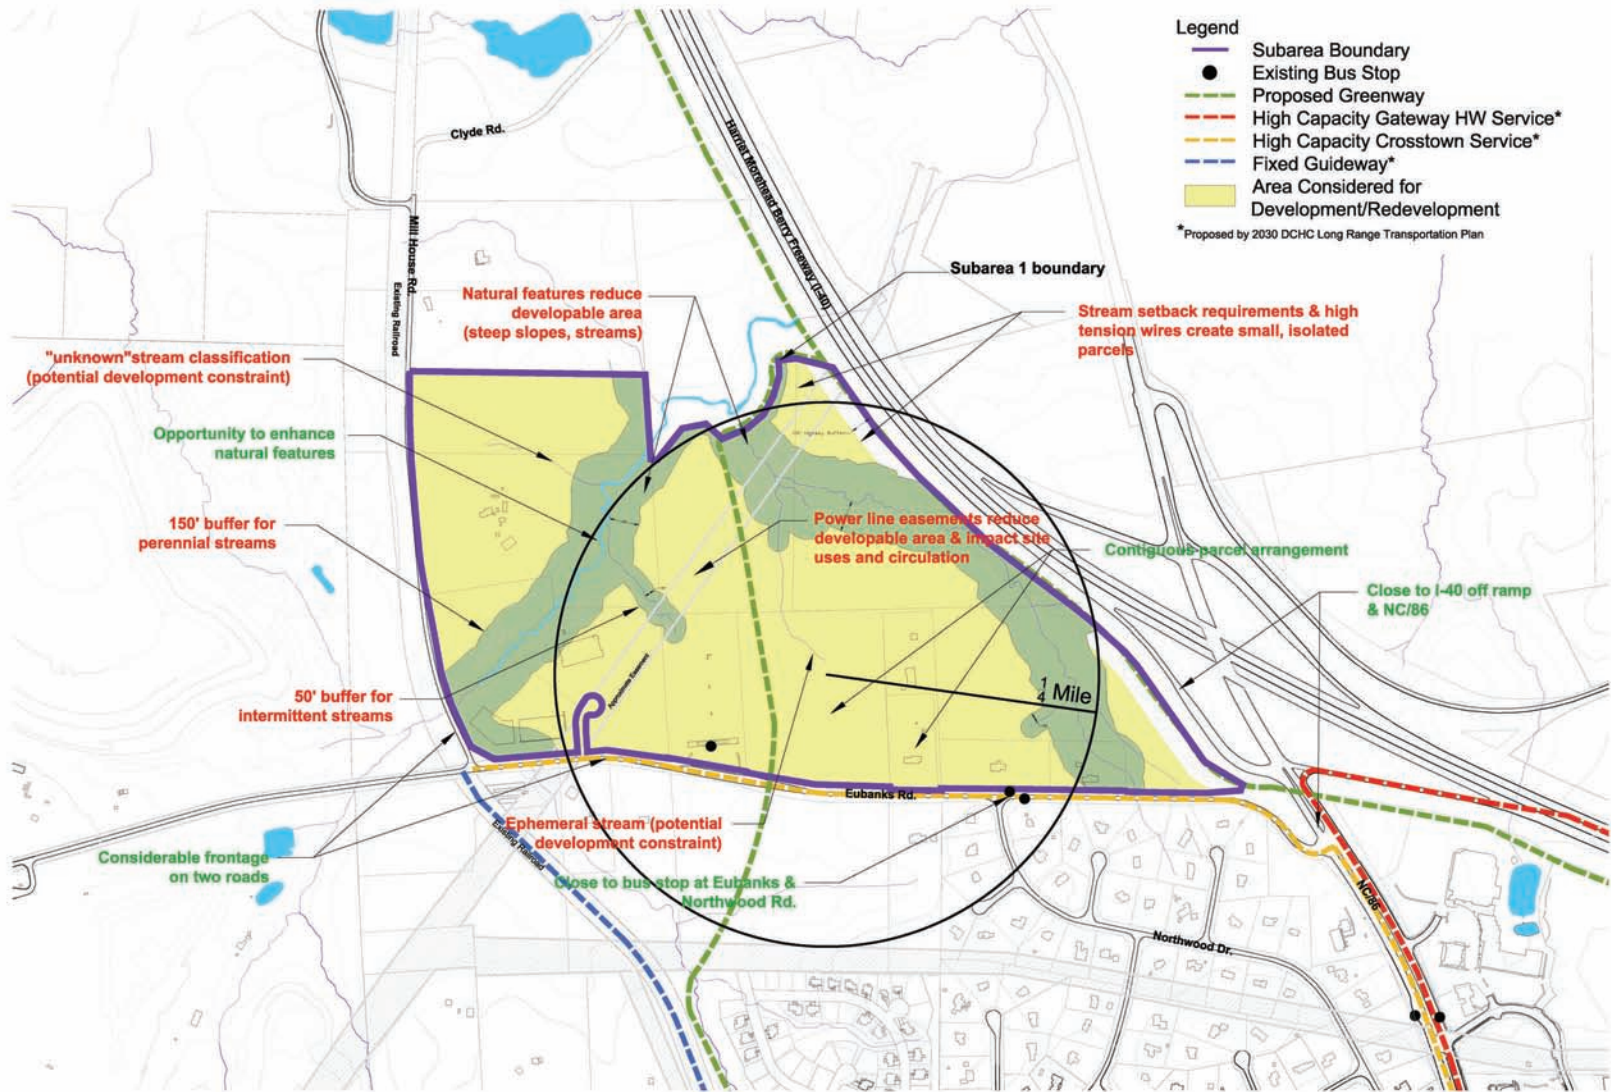 Legend
Subarea Boundary
Existing Bus Stop
Proposed Greenway
High Capacity Gateway HW Service*
High Capacity Crosstown Service*
Fixed Guideway*
Area Considered for
Development/Redevelopment
*Proposed by 2030 DCHC Long Range Transportation Plan
Clyde Rd.
Harriet Morehead Berry Freeway (I-40)
Mill House Rd.
Existing Railroad
Subarea 1 boundary
Natural features reduce
developable area
(steep slopes, streams)
Stream setback requirements & high
tension wires create small, isolated
parcels
"unknown"stream classification
(potential development constraint)
Opportunity to enhance
natural features
150' buffer for
perennial streams
Power line easements reduce
developable area & impact site
uses and circulation
Contiguous parcel arrangement
Close to I-40 off ramp
& NC/86
50' buffer for
intermittent streams
Approximate Easement
1/4 Mile
Eubanks Rd.
Ephemeral stream (potential
development constraint)
Existing Railroad
Considerable frontage
on two roads
Close to bus stop at Eubanks &
Northwood Rd.
NC/86
Northwood Dr.